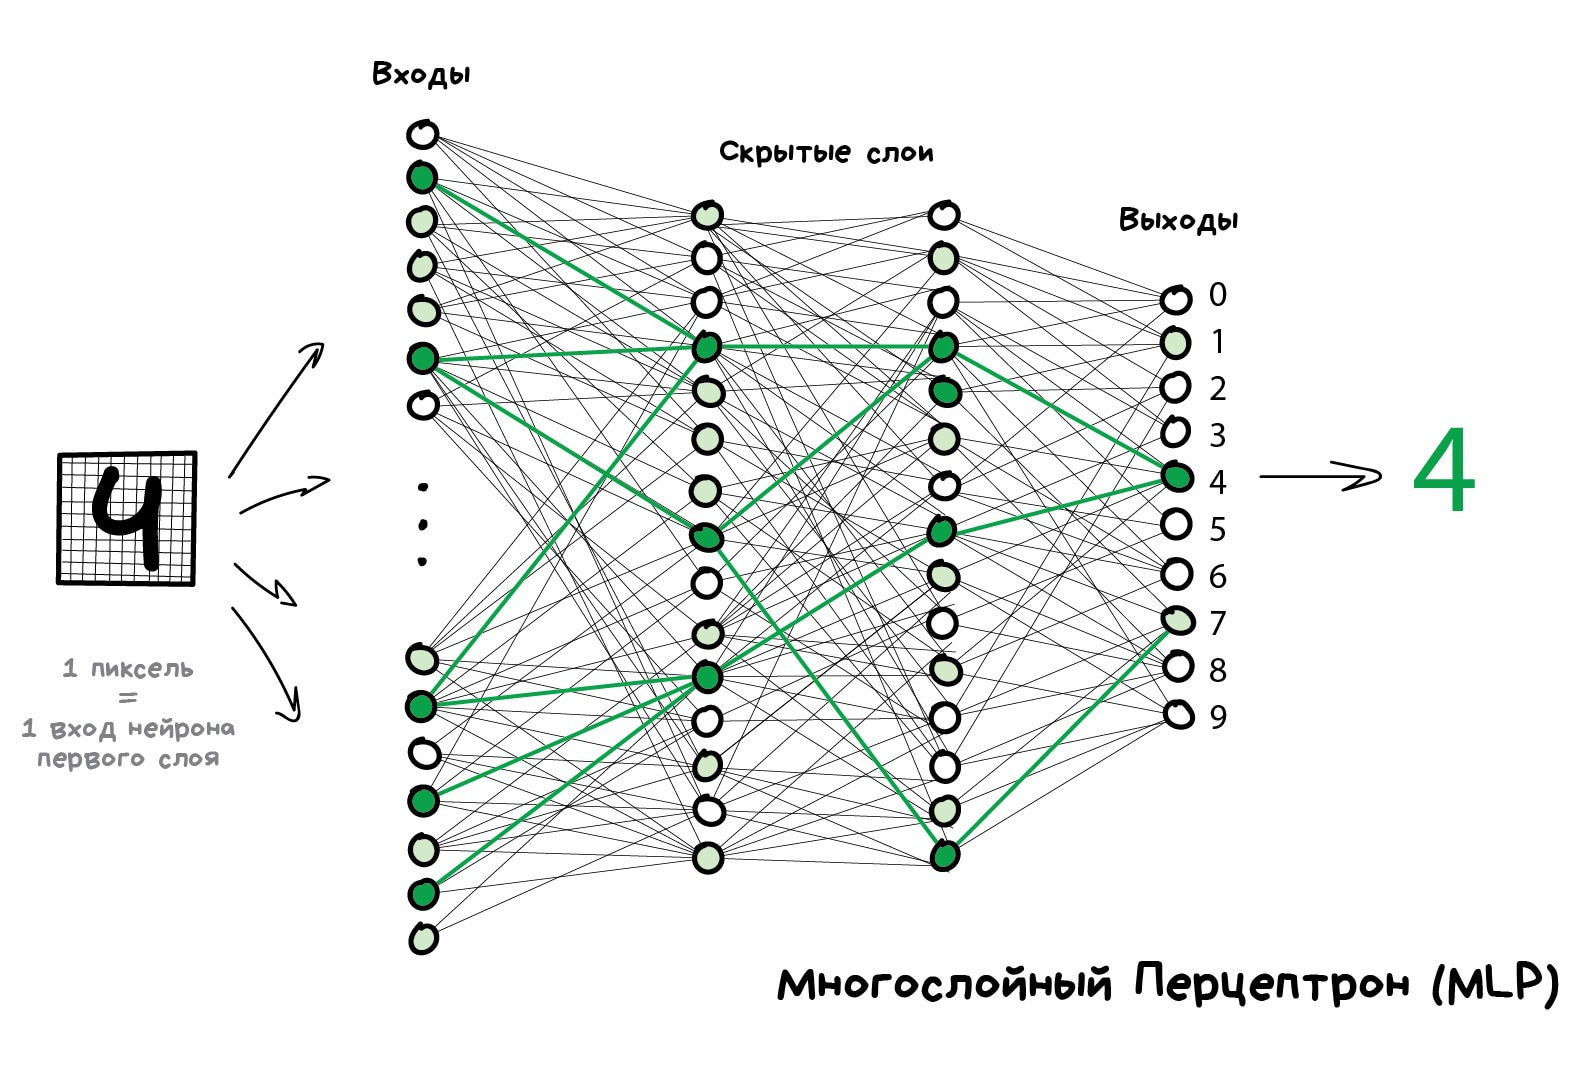 Входы
Скрытые слои
Выходы
0
1
2
3
4
5
6
7
8
9
4
4
1 пиксель
=
1 вход нейрона
первого слоя
Многослойный Перцептрон (MLP)